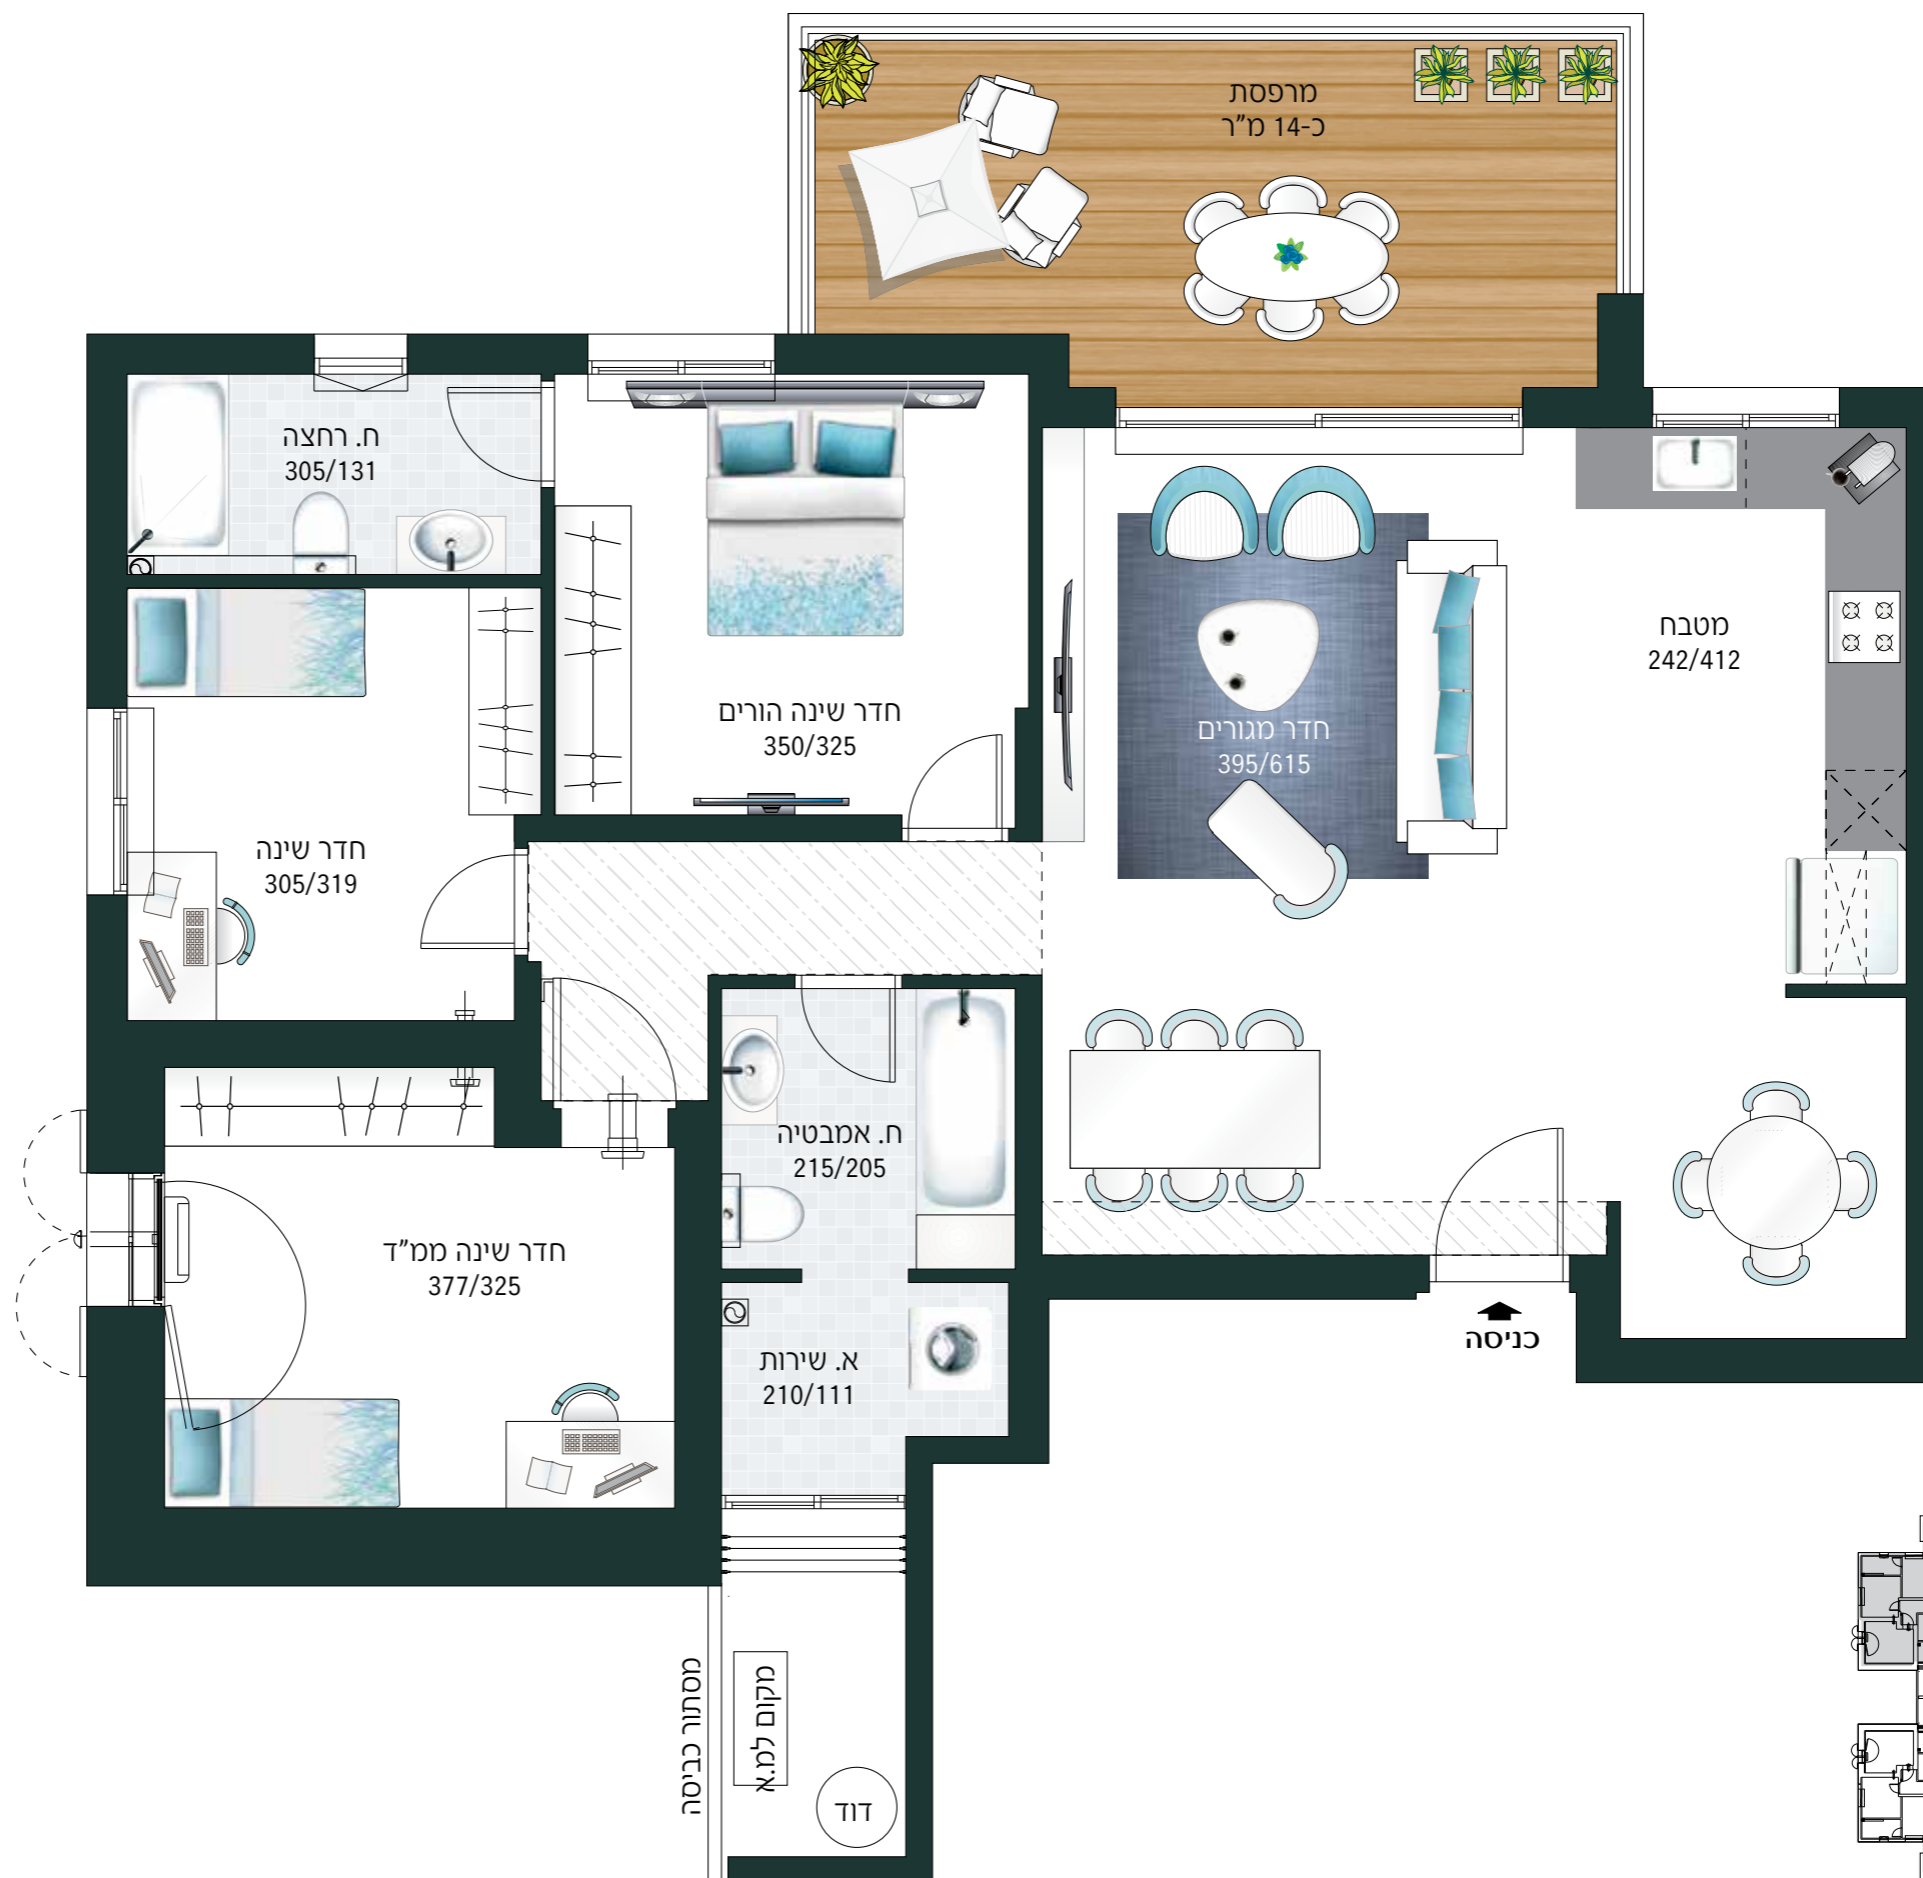 מרפסת
כ-14 מ"ר
ח. רחצה
305/131
מטבח
242/412
חדר שינה הורים
350/325
חדר מגורים
395/615
חדר שינה
305/319
ח. אמבטיה
215/205
חדר שינה ממ"ד
377/325
כניסה
א. שירות
210/111
מסתור כביסה
מקום למ.א
דוד